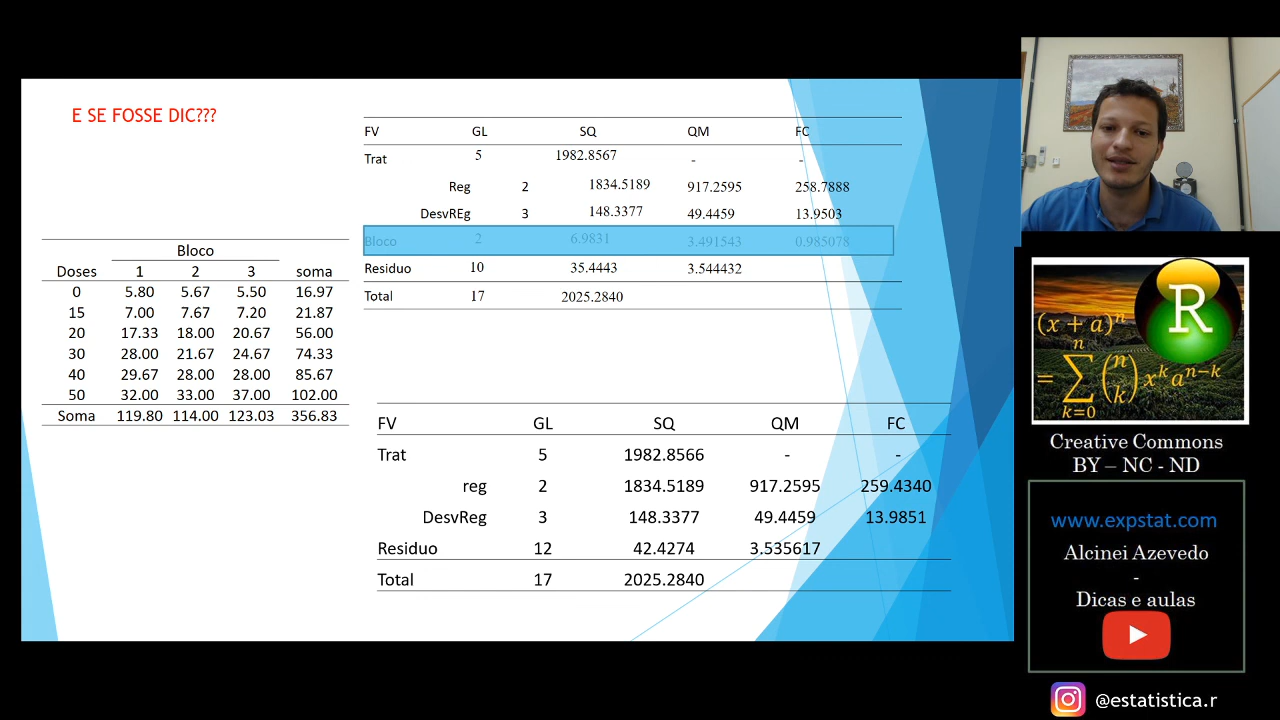 E SE FOSSE DIC???
FV GL SQ QM FC
Trat 5 1982.8567 - -
Reg 2 1834.5189 917.2595 258.7888
DesvREg 3 148.3377 49.4459 13.9503
Bloco 2 6.9831 3.491543 0.985078
Residuo 10 35.4443 3.544432
Total 17 2025.2840
Bloco
Doses 1 2 3 soma
0 5.80 5.67 5.50 16.97
15 7.00 7.67 7.20 21.87
20 17.33 18.00 20.67 56.00
30 28.00 21.67 24.67 74.33
40 29.67 28.00 28.00 85.67
50 32.00 33.00 37.00 102.00
Soma 119.80 114.00 123.03 356.83
FV GL SQ QM FC
Trat 5 1982.8566 - -
reg 2 1834.5189 917.2595 259.4340
DesvReg 3 148.3377 49.4459 13.9851
Residuo 12 42.4274 3.535617
Total 17 2025.2840
R
(x + a)^n
= ∑ n k=0 (n k) x^k a^{n-k}
Creative Commons
BY – NC - ND
www.expstat.com
Alcinei Azevedo
-
Dicas e aulas
@estatistica.r